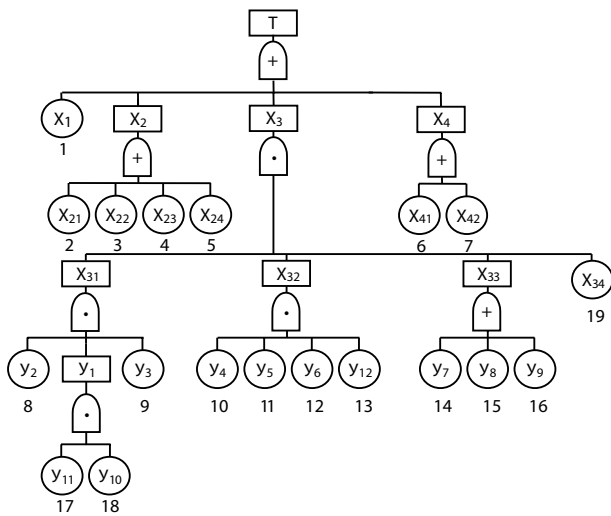 T
+
X1 X2 X3 X4
1 + · +
X21 X22 X23 X24 X41 X42
2 3 4 5 6 7
X31 X32 X33 X34
· · + 19
y2 y1 y3 y4 y5 y6 y12 y7 y8 y9
8 · 9 10 11 12 13 14 15 16
y11 y10
17 18